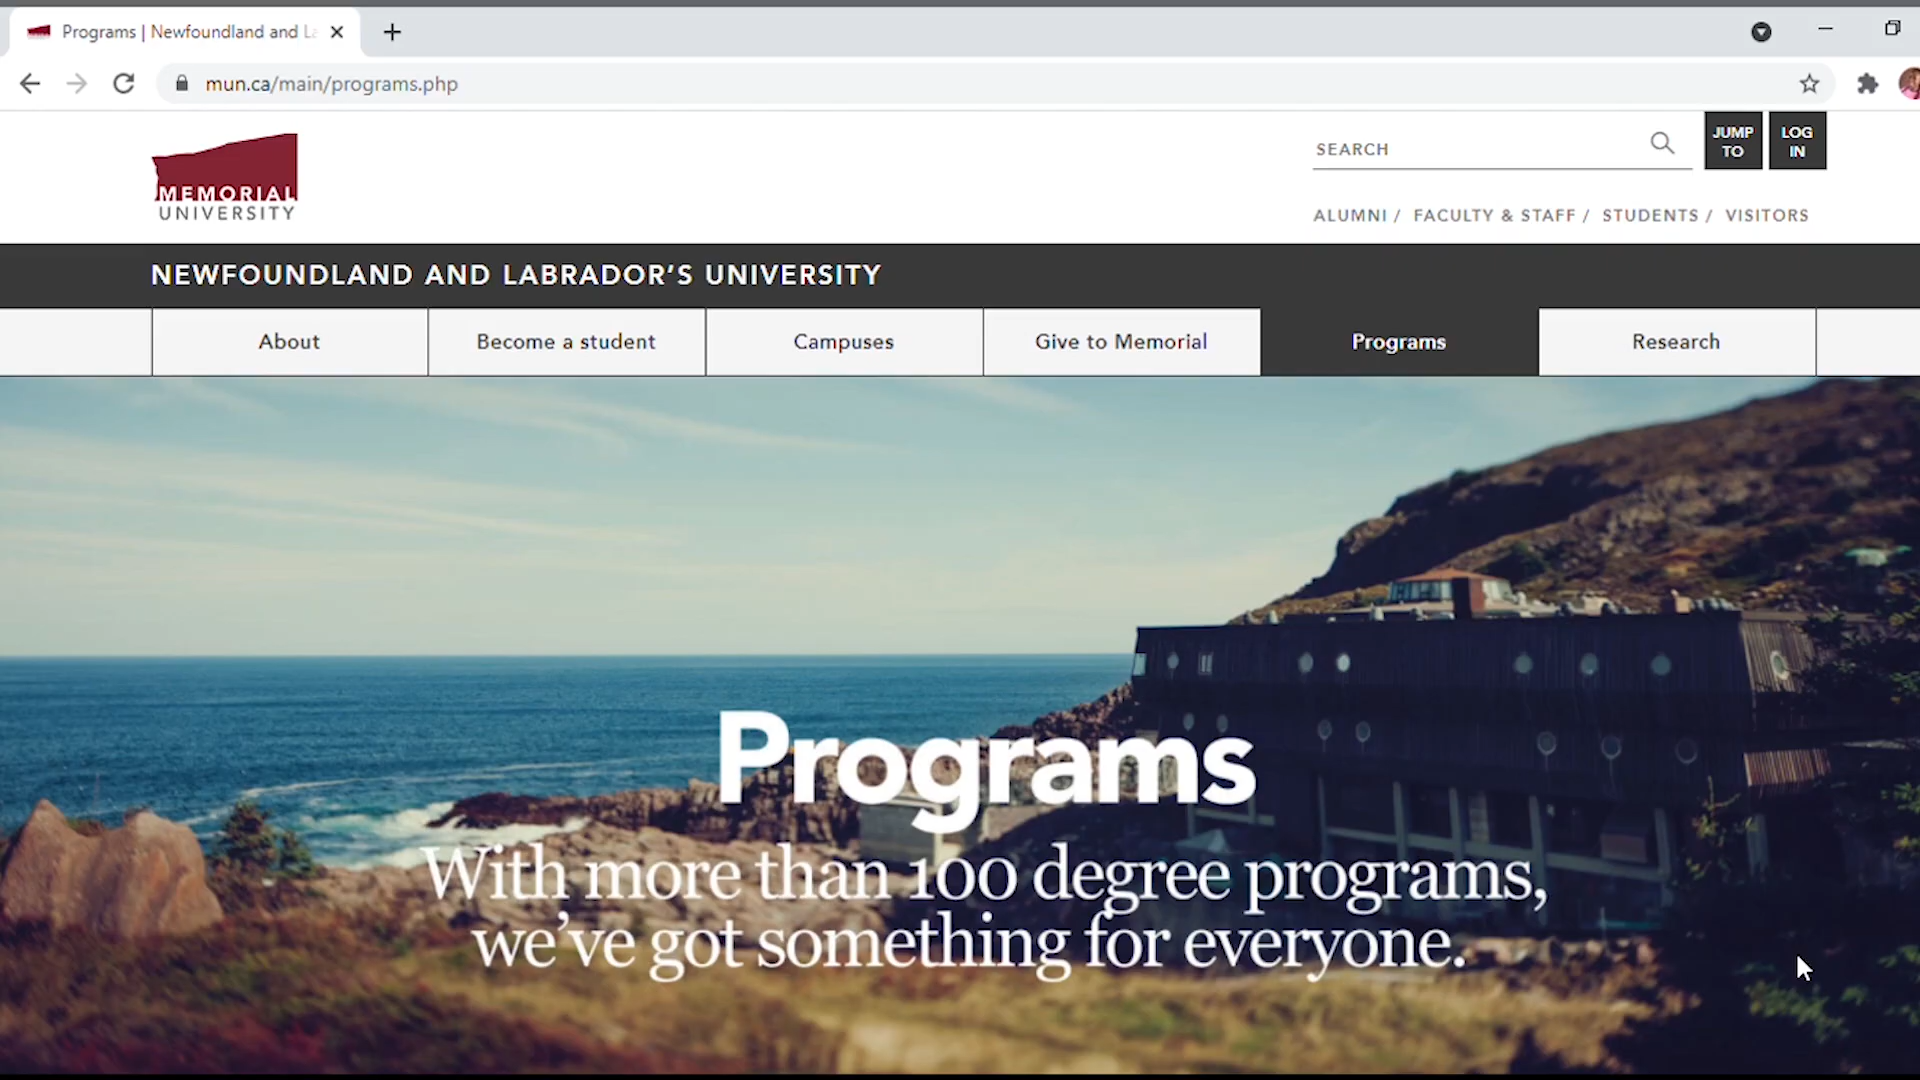 Programs | Newfoundland and La
mun.ca/main/programs.php
MEMORIAL
UNIVERSITY
SEARCH
JUMP
TO
LOG
IN
ALUMNI / FACULTY & STAFF / STUDENTS / VISITORS
NEWFOUNDLAND AND LABRADOR'S UNIVERSITY
About
Become a student
Campuses
Give to Memorial
Programs
Research
Programs
With more than 100 degree programs,
we've got something for everyone.